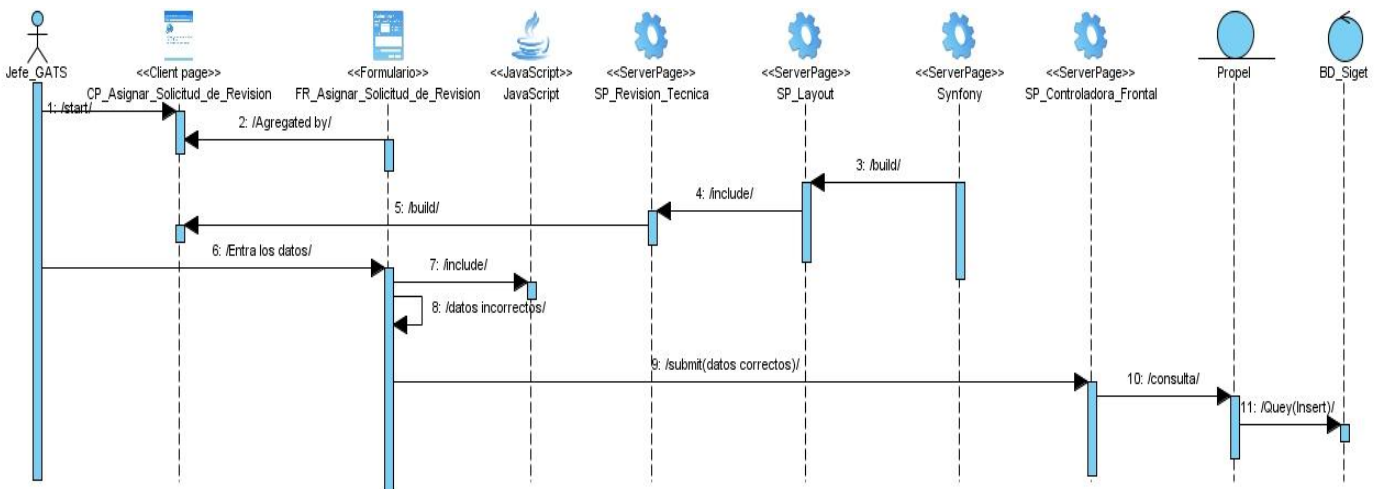 Jefe_GATS
<<Client page>>
CP_Asignar_Solicitud_de_Revision
<<Formulario>>
FR_Asignar_Solicitud_de_Revision
<<JavaScript>>
JavaScript
<<ServerPage>>
SP_Revision_Tecnica
<<ServerPage>>
SP_Layout
<<ServerPage>>
Synfony
<<ServerPage>>
SP_Controladora_Frontal
Propel
BD_Siget
1: /start/
2: /Agregated by/
3: /build/
4: /include/
5: /build/
6: /Entra los datos/
7: /include/
8: /datos incorrectos/
9: /submit(datos correctos)/
10: /consulta/
11: /Quey(Insert)/